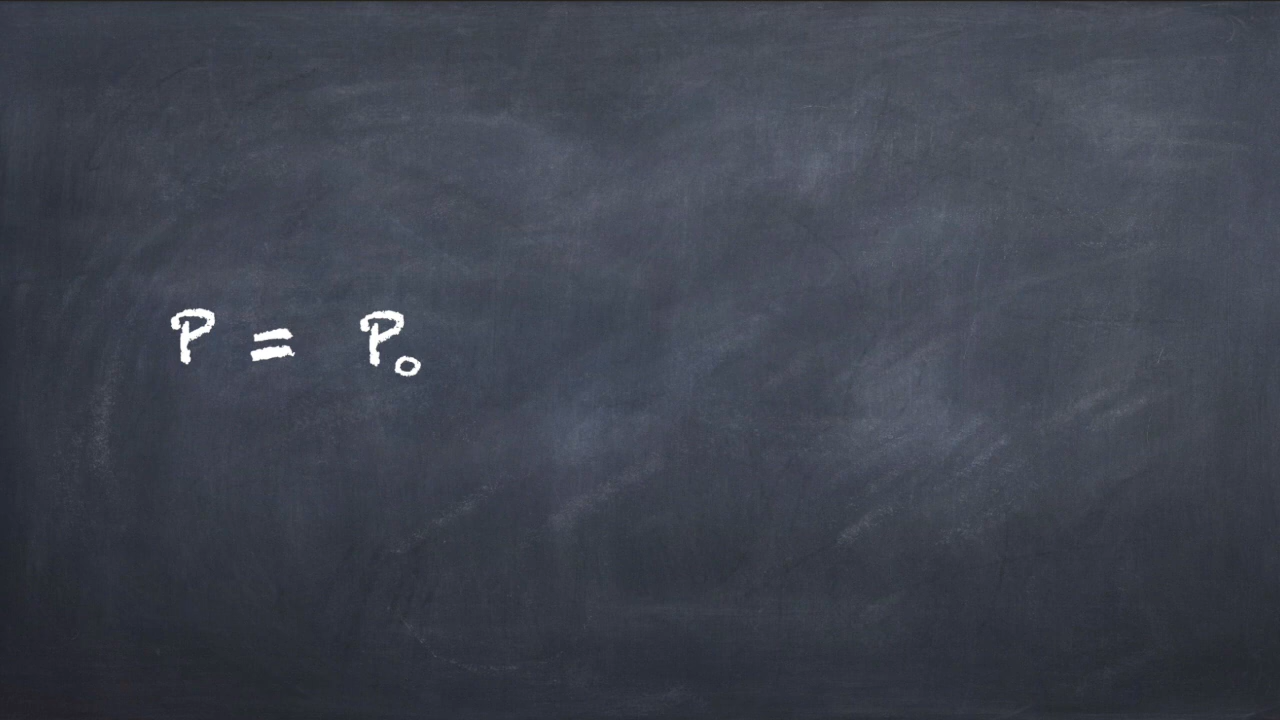 P = P₀